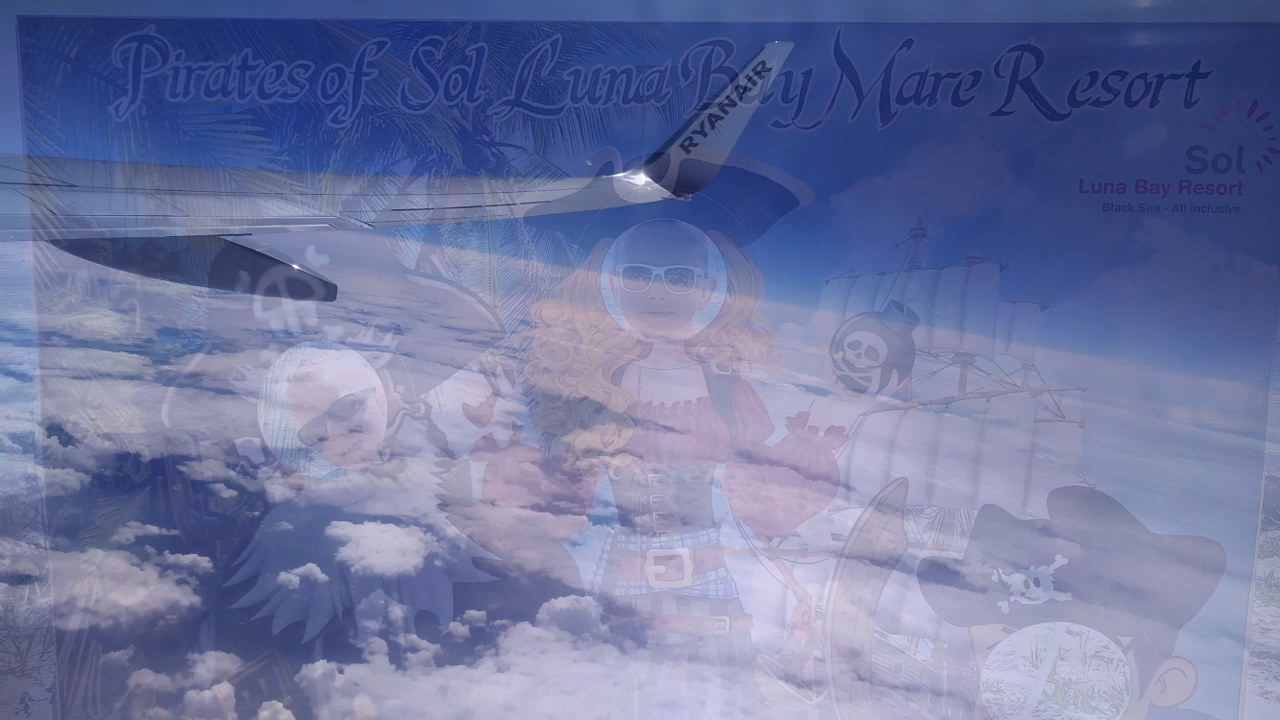 Pirates of Sol Luna Bay Mare Resort
RYANAIR
Sol
Luna Bay Resort
Black Sea - All inclusive